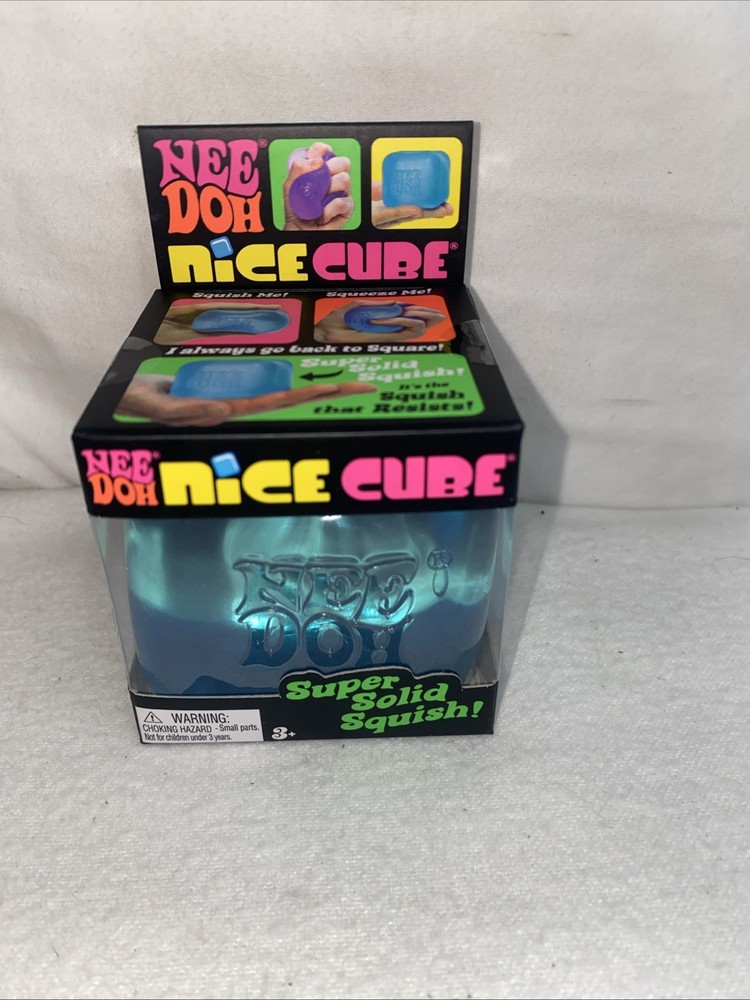 NEE®
DOH
NEE
DOH
NiCE CUBE®
Squish Me! Squeeze Me!
I always go back to Square!
Super
Solid
Squish!
It's the
Squish
that Resists!
NEE®
DOH
NiCE CUBE®
NEE®
DOH
Super
Solid
Squish!
WARNING:
CHOKING HAZARD - Small parts.
Not for children under 3 years.
3+